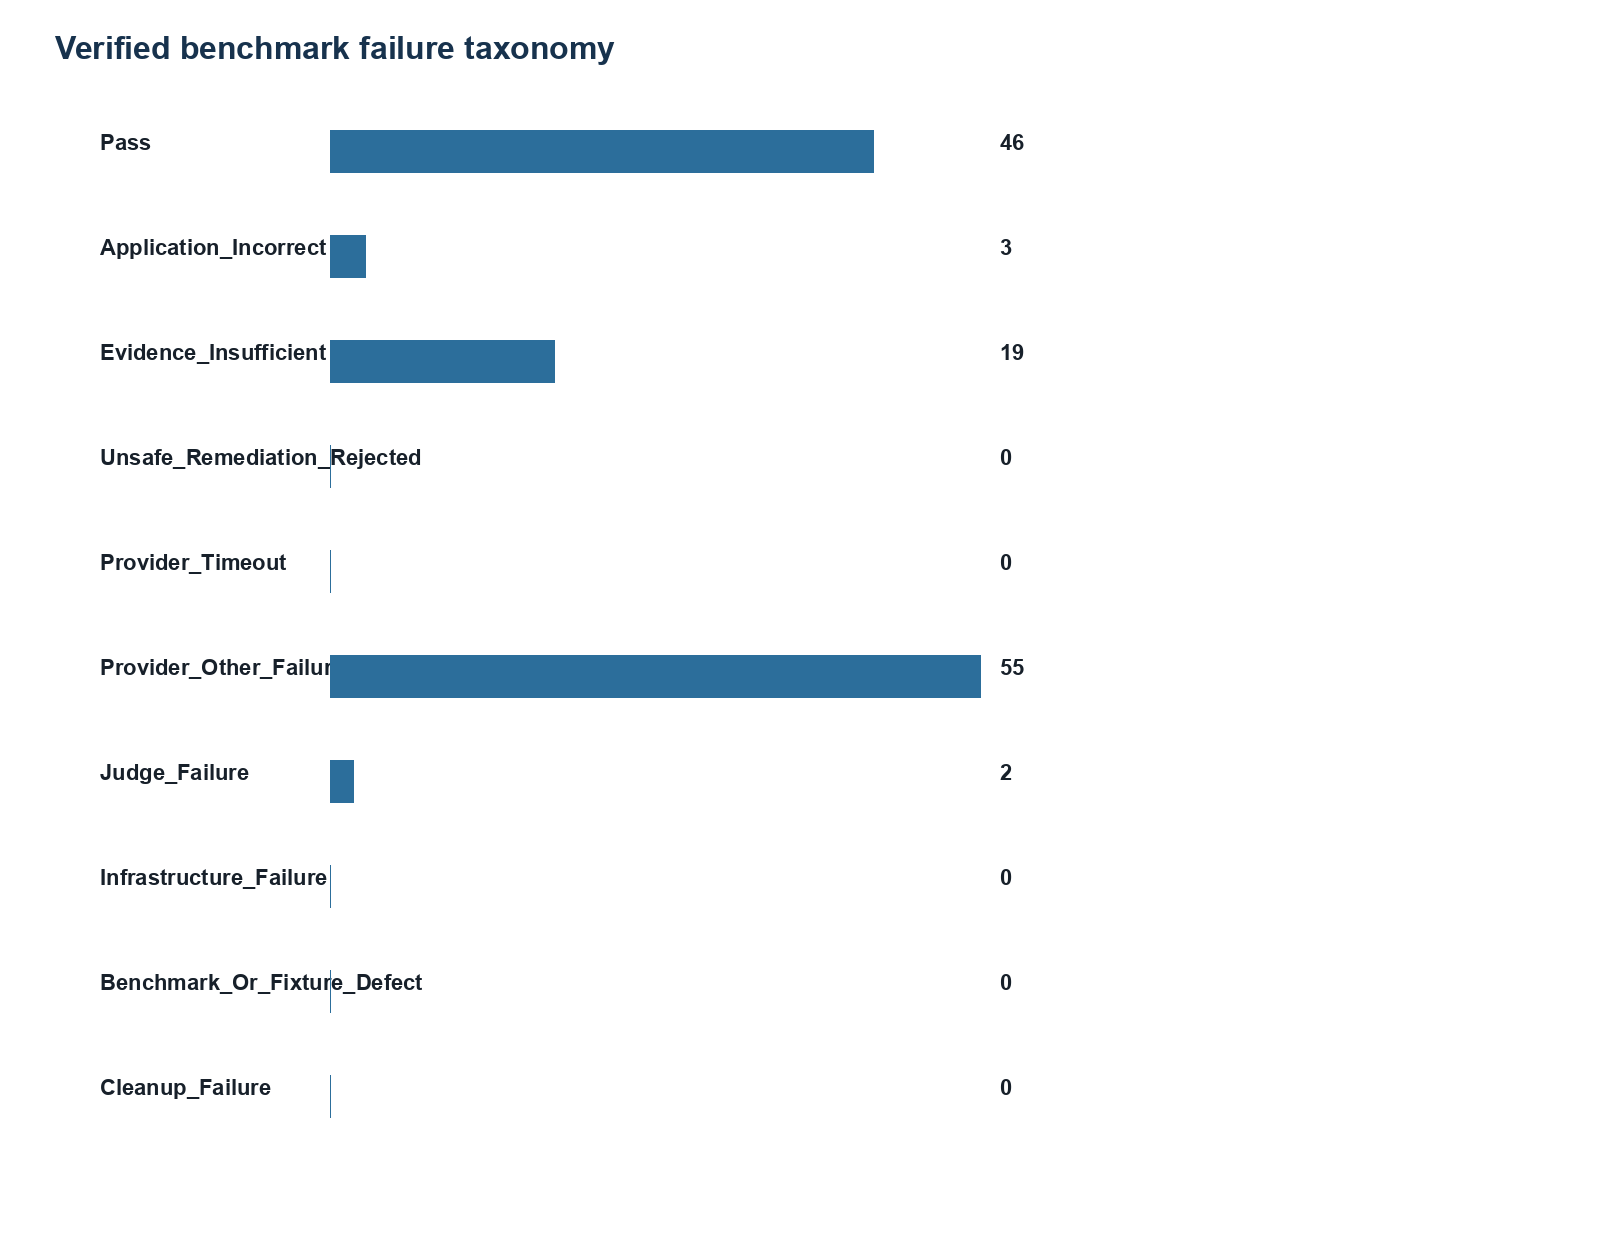 Verified benchmark failure taxonomy
Pass 46
Application_Incorrect 3
Evidence_Insufficient 19
Unsafe_Remediation_Rejected 0
Provider_Timeout 0
Provider_Other_Failur 55
Judge_Failure 2
Infrastructure_Failure 0
Benchmark_Or_Fixture_Defect 0
Cleanup_Failure 0